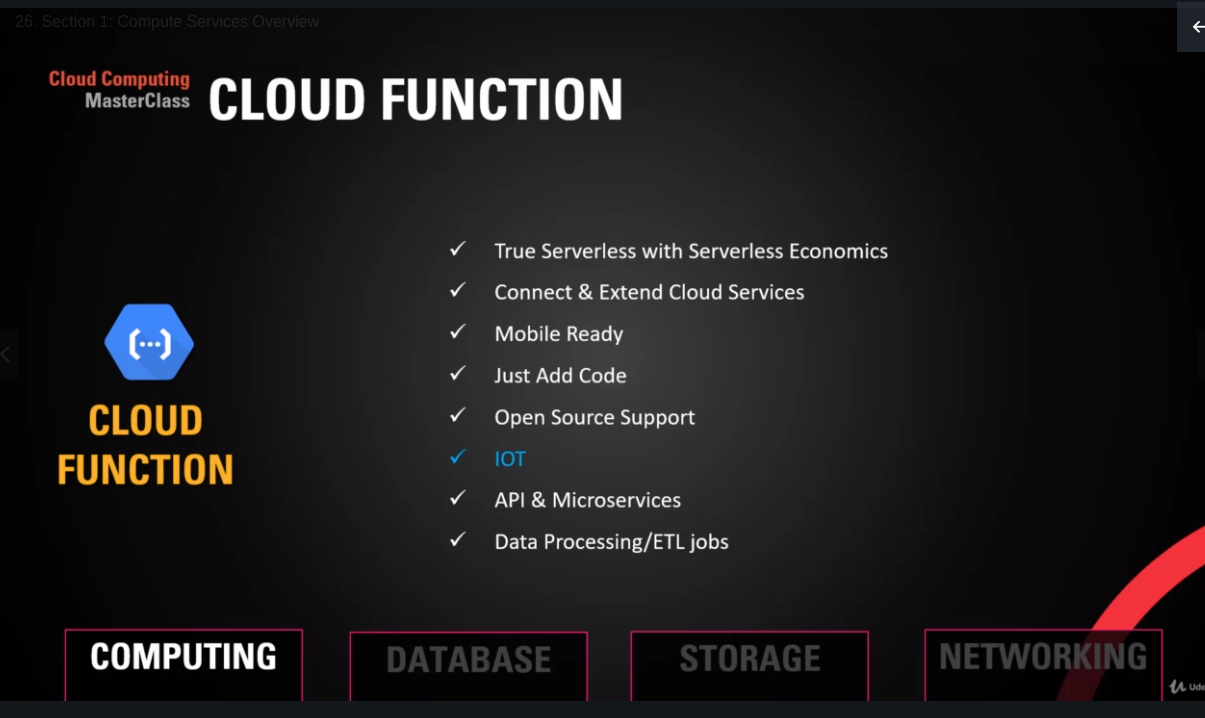 26. Section 1: Compute Services Overview
Cloud Computing
MasterClass
CLOUD FUNCTION
✓ True Serverless with Serverless Economics
✓ Connect & Extend Cloud Services
✓ Mobile Ready
✓ Just Add Code
✓ Open Source Support
✓ IOT
✓ API & Microservices
✓ Data Processing/ETL jobs
CLOUD
FUNCTION
COMPUTING
DATABASE
STORAGE
NETWORKING
Ude